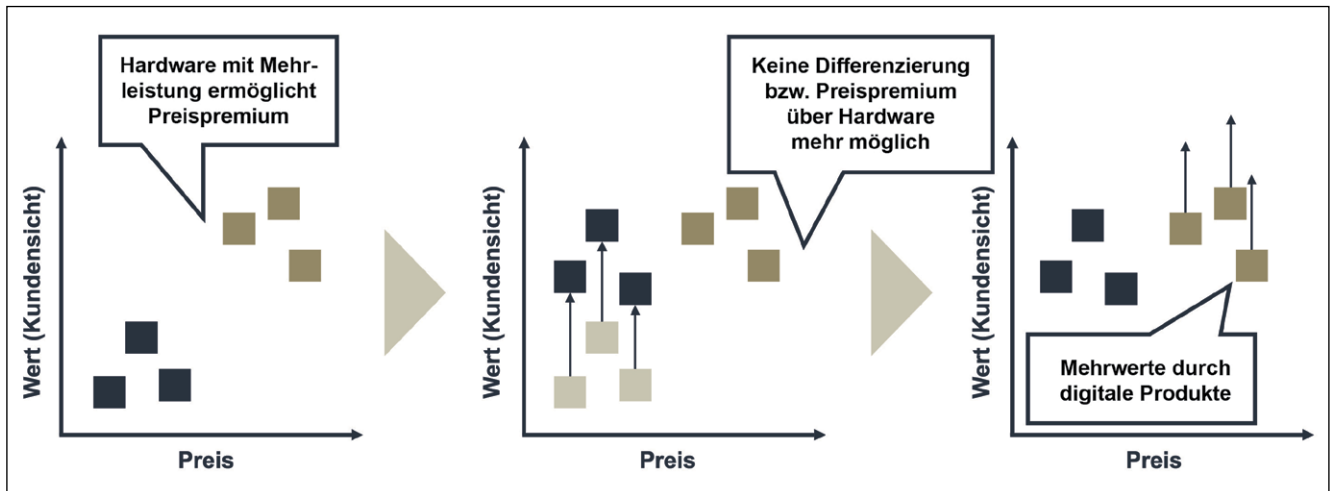 Hardware mit Mehr-
leistung ermöglicht
Preispremium
Wert (Kundensicht)
Preis
Keine Differenzierung
bzw. Preispremium
über Hardware
mehr möglich
Wert (Kundensicht)
Preis
Wert (Kundensicht)
Mehrwerte durch
digitale Produkte
Preis